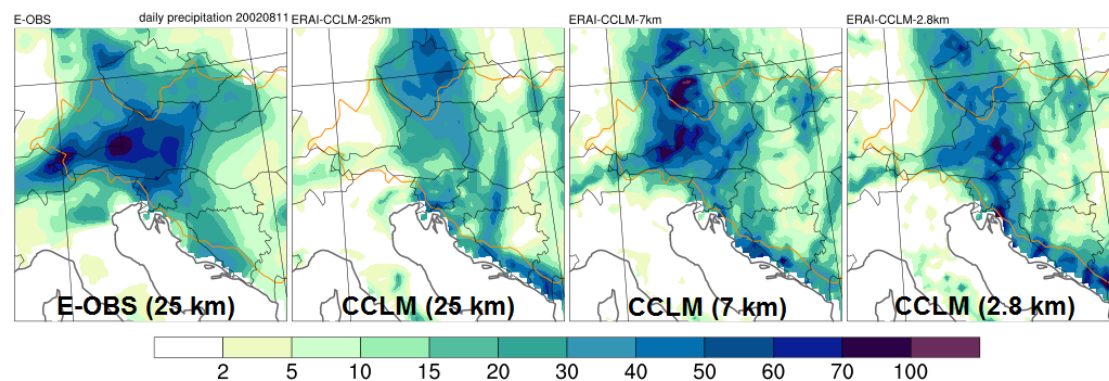 E-OBS daily precipitation 20020811 ERAI-CCLM-25km ERAI-CCLM-7km ERAI-CCLM-2.8km
E-OBS (25 km) CCLM (25 km) CCLM (7 km) CCLM (2.8 km)
2 5 10 15 20 30 40 50 60 70 100